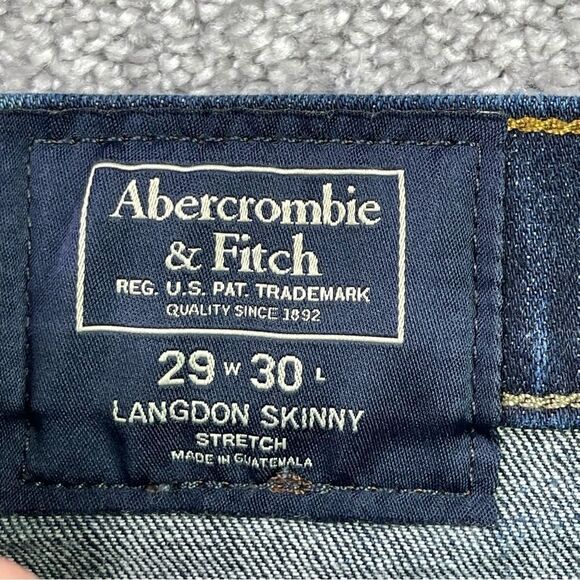 Abercrombie
& Fitch
REG. U.S. PAT. TRADEMARK
QUALITY SINCE 1892
29 W 30 L
LANGDON SKINNY
STRETCH
MADE IN GUATEMALA